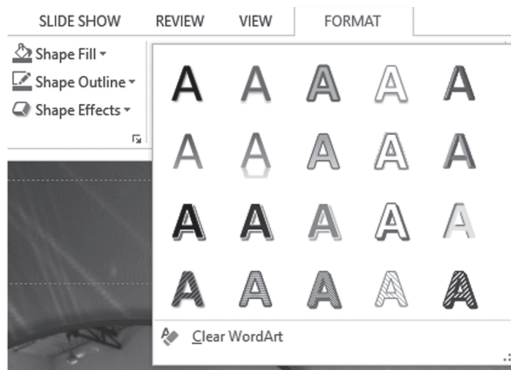 SLIDE SHOW REVIEW VIEW FORMAT
Shape Fill
Shape Outline
Shape Effects
A A A A A
A A A A A
A A A A A
A A A A A
Clear WordArt